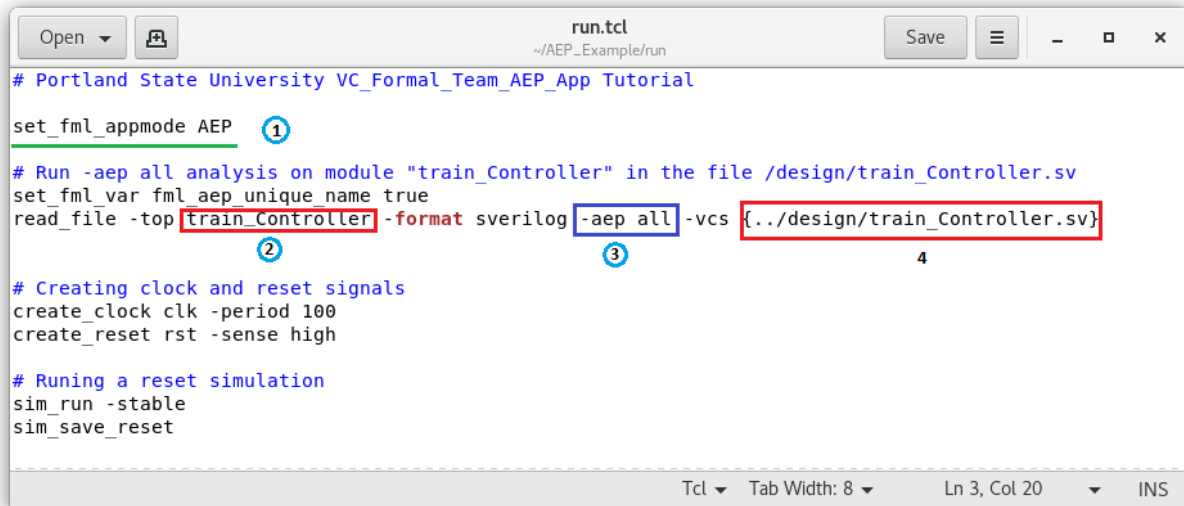 Open
run.tcl
~/AEP_Example/run
Save
# Portland State University VC_Formal_Team_AEP_App Tutorial
set_fml_appmode AEP 1
# Run -aep all analysis on module "train_Controller" in the file /design/train_Controller.sv
set_fml_var fml_aep_unique_name true
read_file -top train_Controller -format sverilog -aep all -vcs {../design/train_Controller.sv}
2 3 4
# Creating clock and reset signals
create_clock clk -period 100
create_reset rst -sense high
# Runing a reset simulation
sim_run -stable
sim_save_reset
Tcl Tab Width: 8 Ln 3, Col 20 INS